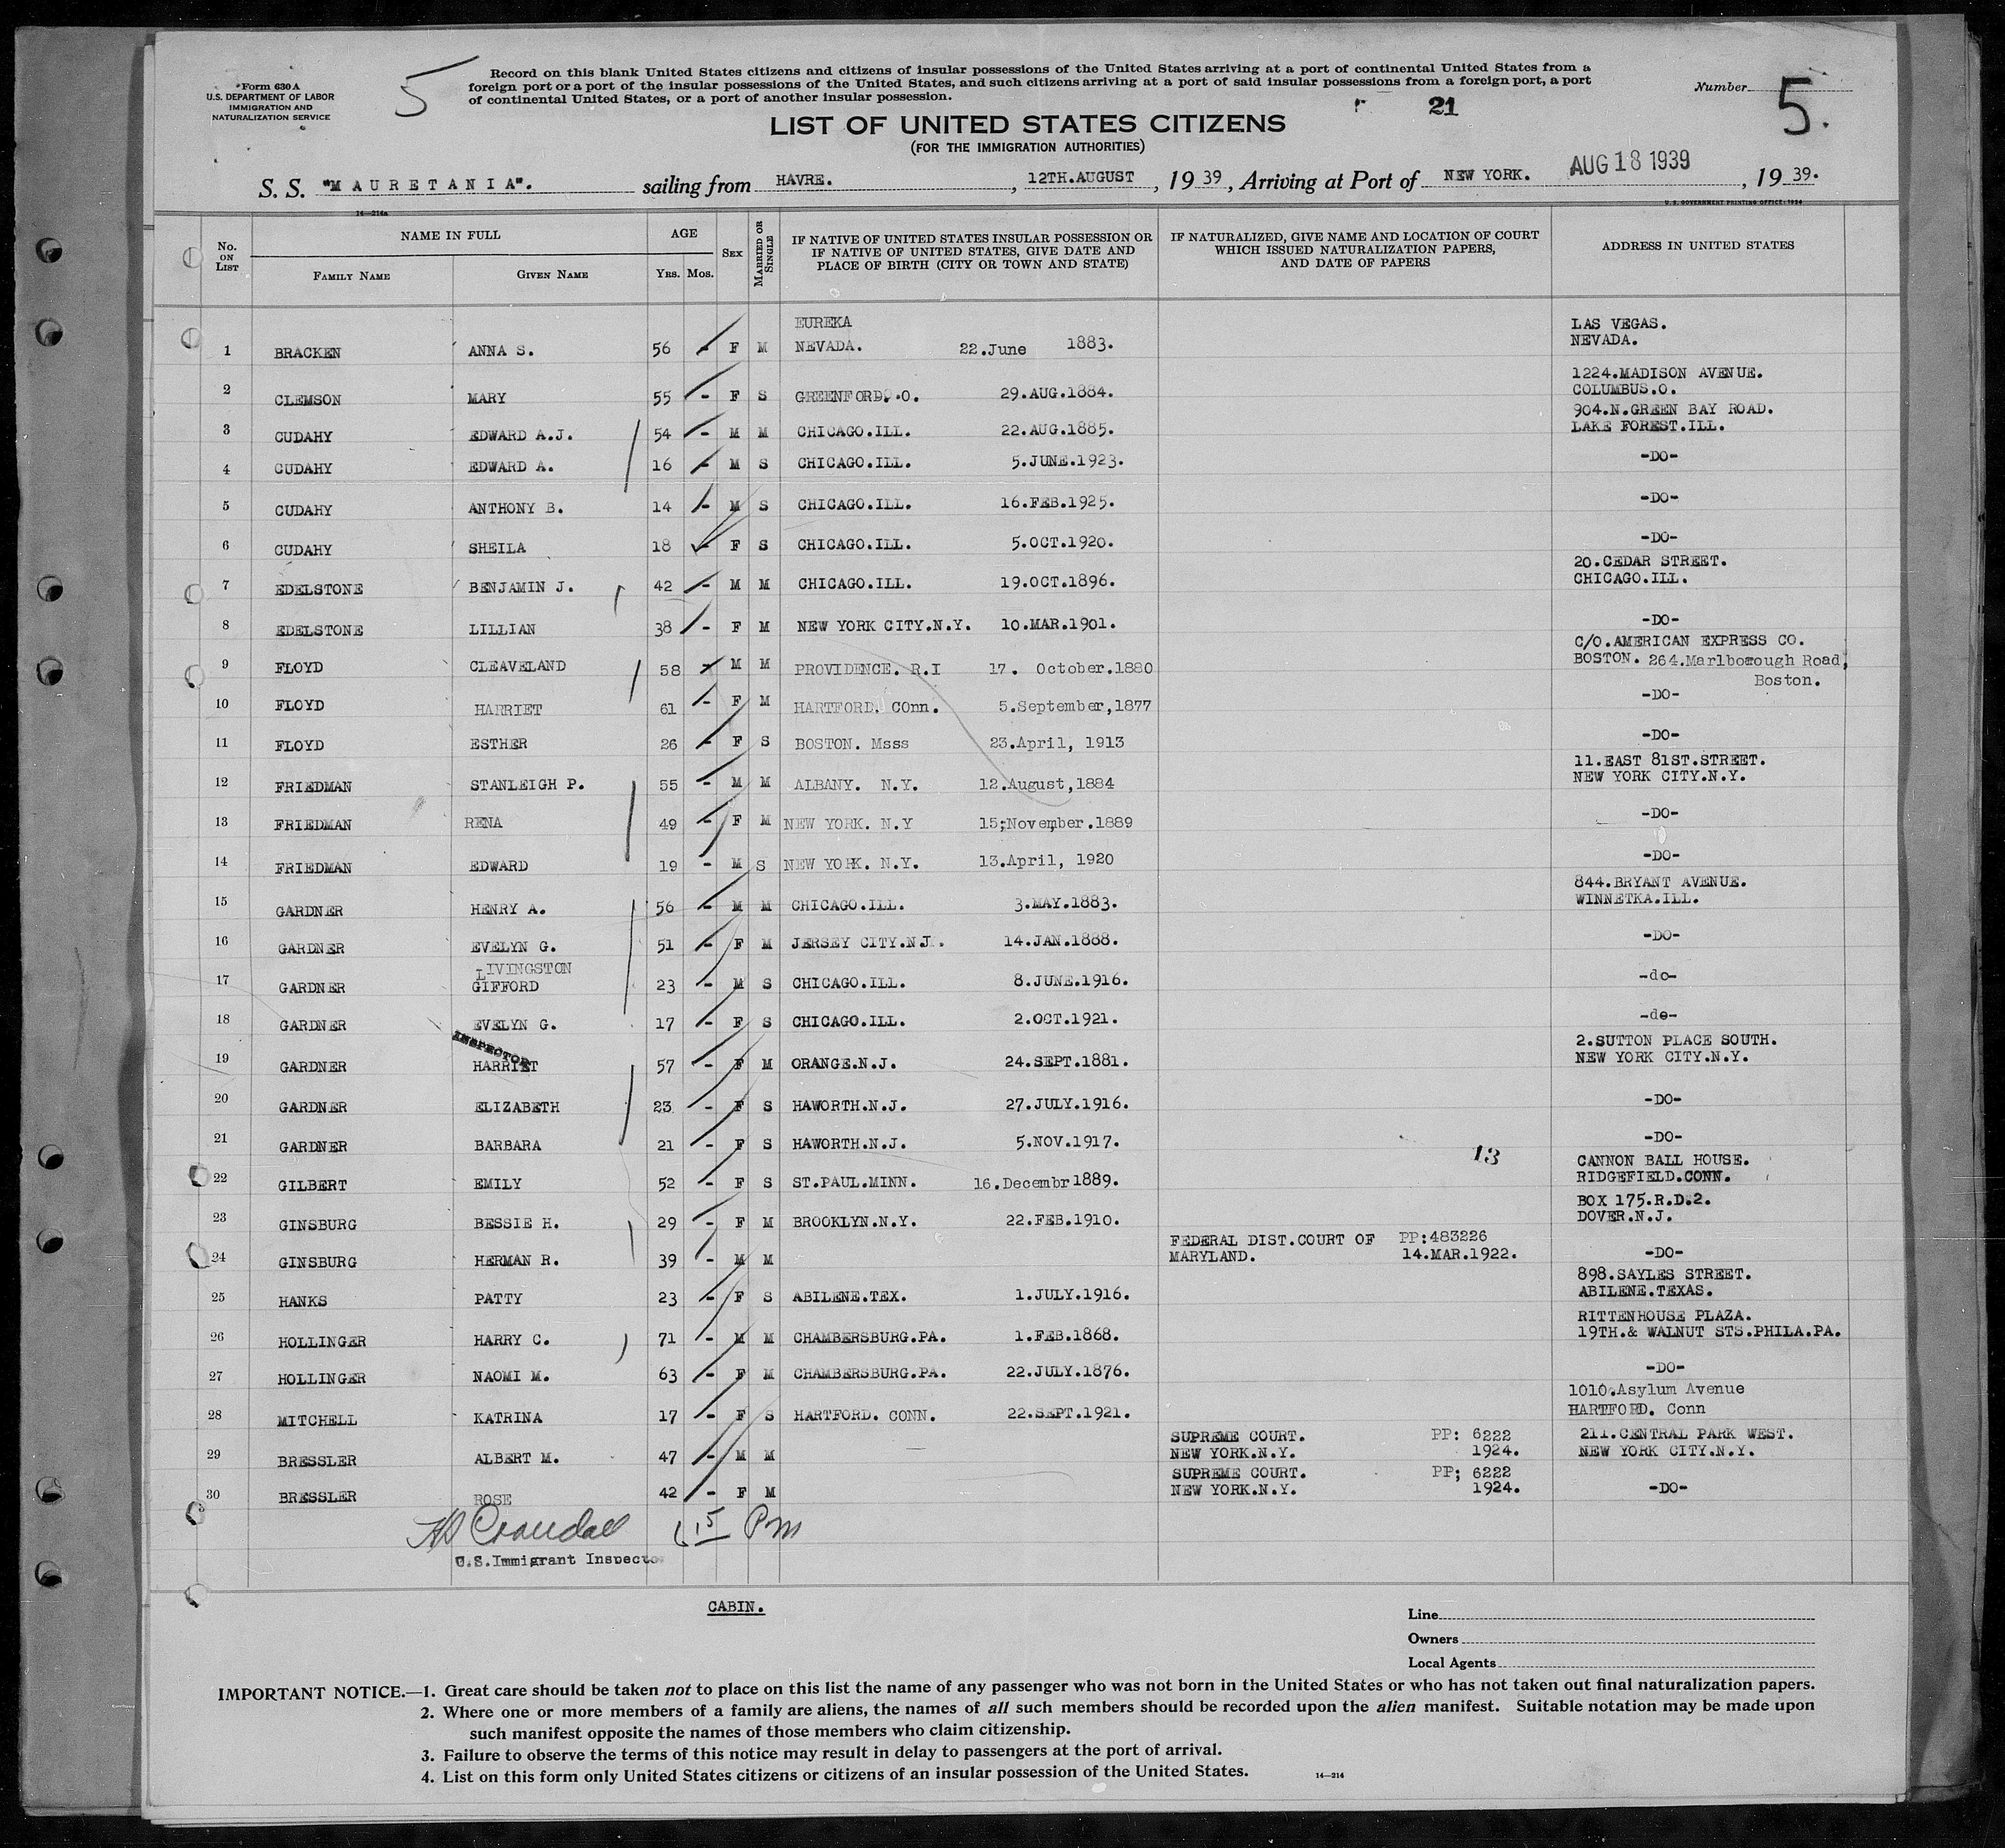 Form 630 A
U.S. DEPARTMENT OF LABOR
IMMIGRATION AND
NATURALIZATION SERVICE
5
Record on this blank United States citizens and citizens of insular possessions of the United States arriving at a port of continental United States from a
foreign port or a port of the insular possessions of the United States, and such citizens arriving at a port of said insular possessions from a foreign port, a port
of continental United States, or a port of another insular possession.
Number
5.
21
LIST OF UNITED STATES CITIZENS
(FOR THE IMMIGRATION AUTHORITIES)
S. S. "MAURETANIA". sailing from HAVRE. , 12TH.AUGUST , 19 39 , Arriving at Port of NEW YORK. AUG 18 1939 , 19 39.
14—214a
U. S. GOVERNMENT PRINTING OFFICE: 1934
No. ON LIST NAME IN FULL FAMILY NAME GIVEN NAME AGE YRS. MOS. SEX MARRIED OR SINGLE IF NATIVE OF UNITED STATES INSULAR POSSESSION OR IF NATIVE OF UNITED STATES, GIVE DATE AND PLACE OF BIRTH (CITY OR TOWN AND STATE) IF NATURALIZED, GIVE NAME AND LOCATION OF COURT WHICH ISSUED NATURALIZATION PAPERS, AND DATE OF PAPERS ADDRESS IN UNITED STATES
1 BRACKEN ANNA S. 56 - F M EUREKA NEVADA. 22.June 1883. LAS VEGAS. NEVADA.
2 CLEMSON MARY 55 - F S GREENFORD..O. 29.AUG.1884. 1224.MADISON AVENUE. COLUMBUS.O.
3 CUDAHY EDWARD A.J. 54 - M M CHICAGO.ILL. 22.AUG.1885. 904.N.GREEN BAY ROAD. LAKE FOREST.ILL.
4 CUDAHY EDWARD A. 16 - M S CHICAGO.ILL. 5.JUNE.1923. -DO-
5 CUDAHY ANTHONY B. 14 - M S CHICAGO.ILL. 16.FEB.1925. -DO-
6 CUDAHY SHEILA 18 - F S CHICAGO.ILL. 5.OCT.1920. -DO-
7 EDELSTONE BENJAMIN J. 42 - M M CHICAGO.ILL. 19.OCT.1896. 20.CEDAR STREET. CHICAGO.ILL.
8 EDELSTONE LILLIAN 38 - F M NEW YORK CITY.N.Y. 10.MAR.1901. -DO-
9 FLOYD CLEAVELAND 58 - M M PROVIDENCE. R.I 17. October.1880 C/O.AMERICAN EXPRESS CO. BOSTON. 264.Marlborough Road, Boston.
10 FLOYD HARRIET 61 - F M HARTFORD. COnn. 5.September,1877 -DO-
11 FLOYD ESTHER 26 - F S BOSTON. Msss 23.April, 1913 -DO-
12 FRIEDMAN STANLEIGH P. 55 - M M ALBANY. N.Y. 12.August,1884 11.EAST 81ST.STREET. NEW YORK CITY.N.Y.
13 FRIEDMAN RENA 49 - F M NEW YORK. N.Y 15;November.1889 -DO-
14 FRIEDMAN EDWARD 19 - M S NEW YORK. N.Y. 13.April, 1920 -DO-
15 GARDNER HENRY A. 56 - M M CHICAGO.ILL. 3.MAY.1883. 844.BRYANT AVENUE. WINNETKA.ILL.
16 GARDNER EVELYN G. 51 - F M JERSEY CITY.NJ. 14.JAN.1888. -DO-
17 GARDNER LIVINGSTON GIFFORD 23 - M S CHICAGO.ILL. 8.JUNE.1916. -do-
18 GARDNER EVELYN G. 17 - F S CHICAGO.ILL. 2.OCT.1921. -do-
INSPECTOR
19 GARDNER HARRIET 57 - F M ORANGE.N.J. 24.SEPT.1881. 2.SUTTON PLACE SOUTH. NEW YORK CITY.N.Y.
20 GARDNER ELIZABETH 23 - F S HAWORTH.N.J. 27.JULY.1916. -DO-
21 GARDNER BARBARA 21 - F S HAWORTH.N.J. 5.NOV.1917. -DO-
13
22 GILBERT EMILY 52 - F S ST.PAUL.MINN. 16.Decembr1889. CANNON BALL HOUSE. RIDGEFIELD.CONN.
23 GINSBURG BESSIE H. 29 - F M BROOKLYN.N.Y. 22.FEB.1910. BOX 175.R.D.2. DOVER.N.J.
24 GINSBURG HERMAN R. 39 - M M FEDERAL DIST.COURT OF MARYLAND. PP:483226 14.MAR.1922. -DO-
25 HANKS PATTY 23 - F S ABILENE.TEX. 1.JULY.1916. 898.SAYLES STREET. ABILENE.TEXAS.
26 HOLLINGER HARRY C. 71 - M M CHAMBERSBURG.PA. 1.FEB.1868. RITTENHOUSE PLAZA. 19TH.& WALNUT STS.PHILA.PA.
27 HOLLINGER NAOMI M. 63 - F M CHAMBERSBURG.PA. 22.JULY.1876. -DO-
28 MITCHELL KATRINA 17 - F S HARTFORD. CONN. 22.SEPT.1921. 1010.Asylum Avenue HARTFORD. Conn
29 BRESSLER ALBERT M. 47 - M M SUPREME COURT. NEW YORK.N.Y. PP: 6222 1924. 211.CENTRAL PARK WEST. NEW YORK CITY.N.Y.
30 BRESSLER ROSE 42 - F M SUPREME COURT. NEW YORK.N.Y. PP; 6222 1924. -DO-
HD Crandall 6 15 Pm
U.S.Immigrant Inspector
CABIN.
Line
Owners
Local Agents
IMPORTANT NOTICE.—1. Great care should be taken not to place on this list the name of any passenger who was not born in the United States or who has not taken out final naturalization papers.
2. Where one or more members of a family are aliens, the names of all such members should be recorded upon the alien manifest. Suitable notation may be made upon
such manifest opposite the names of those members who claim citizenship.
3. Failure to observe the terms of this notice may result in delay to passengers at the port of arrival.
4. List on this form only United States citizens or citizens of an insular possession of the United States.
14—214